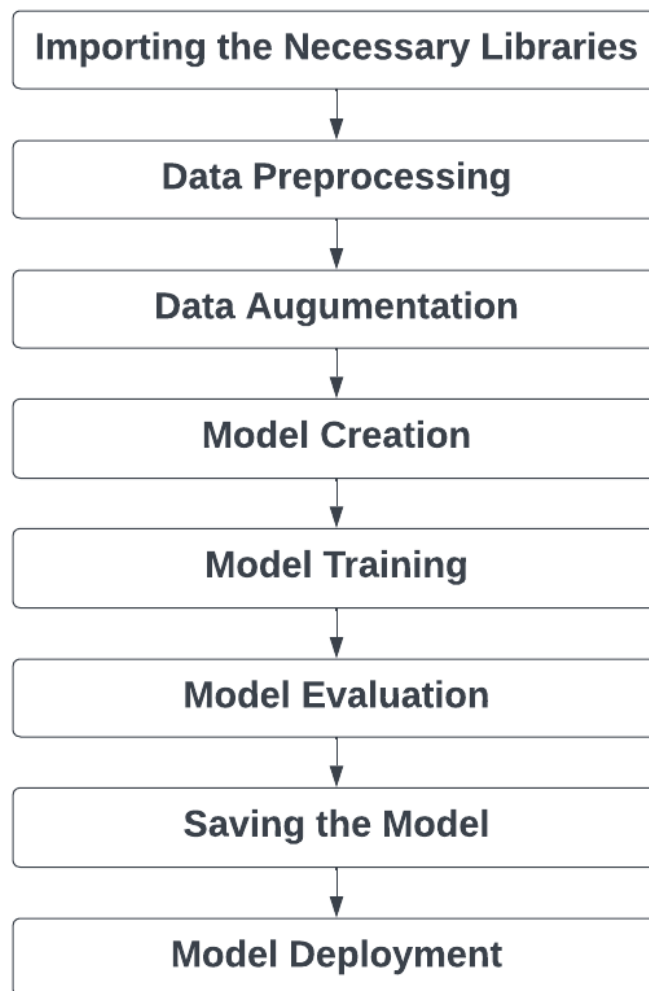 Importing the Necessary Libraries
Data Preprocessing
Data Augumentation
Model Creation
Model Training
Model Evaluation
Saving the Model
Model Deployment